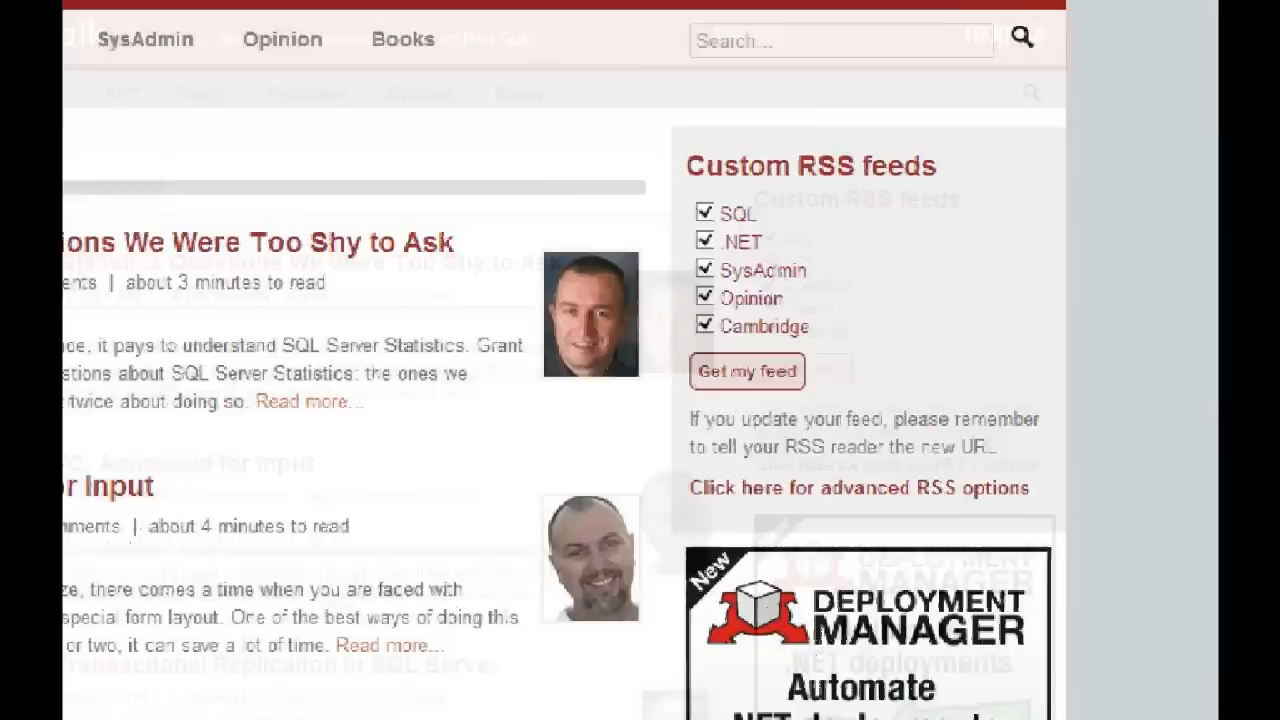 SysAdmin Opinion Books Search...
Custom RSS feeds
SQL
.NET
SysAdmin
Opinion
Cambridge
Get my feed
If you update your feed, please remember
to tell your RSS reader the new URL.
Click here for advanced RSS options
ions We Were Too Shy to Ask
ents | about 3 minutes to read
it pays to understand SQL Server Statistics. Grant
stions about SQL Server Statistics: the ones we
twice about doing so. Read more...
r Input
mments | about 4 minutes to read
ze, there comes a time when you are faced with
special form layout. One of the best ways of doing this
or two, it can save a lot of time. Read more...
New
DEPLOYMENT
MANAGER
Automate
.NET deployments